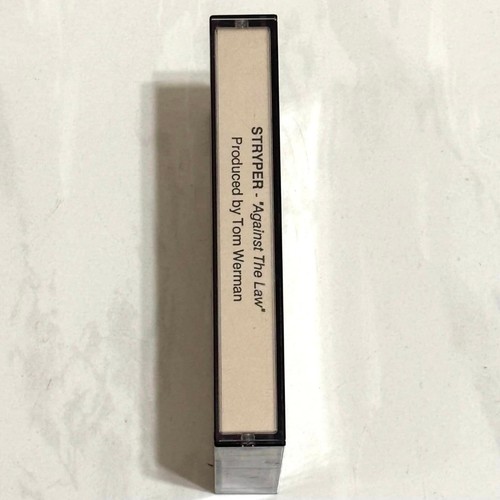 STRYPER - "Against The Law"
Produced by Tom Werman